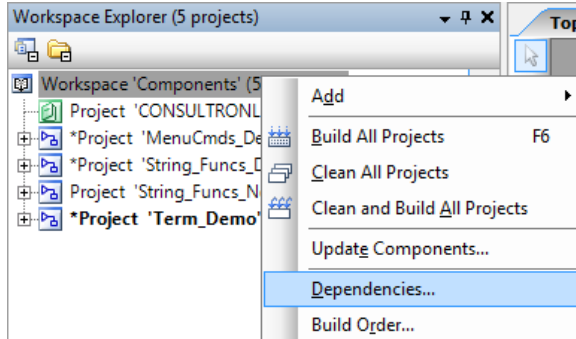 Workspace Explorer (5 projects)
Top
Workspace 'Components' (5
Project 'CONSULTRONL
*Project 'MenuCmds_De
*Project 'String_Funcs_D
Project 'String_Funcs_N
*Project 'Term_Demo'
Add
Build All Projects F6
Clean All Projects
Clean and Build All Projects
Update Components...
Dependencies...
Build Order...